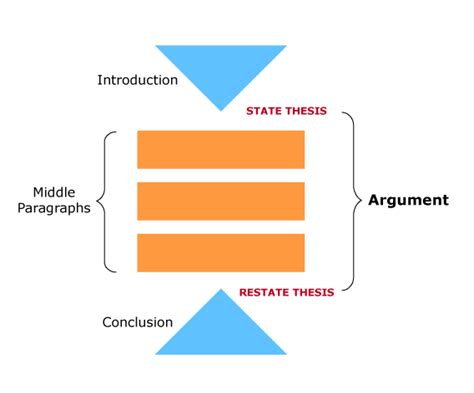 Introduction
STATE THESIS
Middle
Paragraphs
Argument
RESTATE THESIS
Conclusion